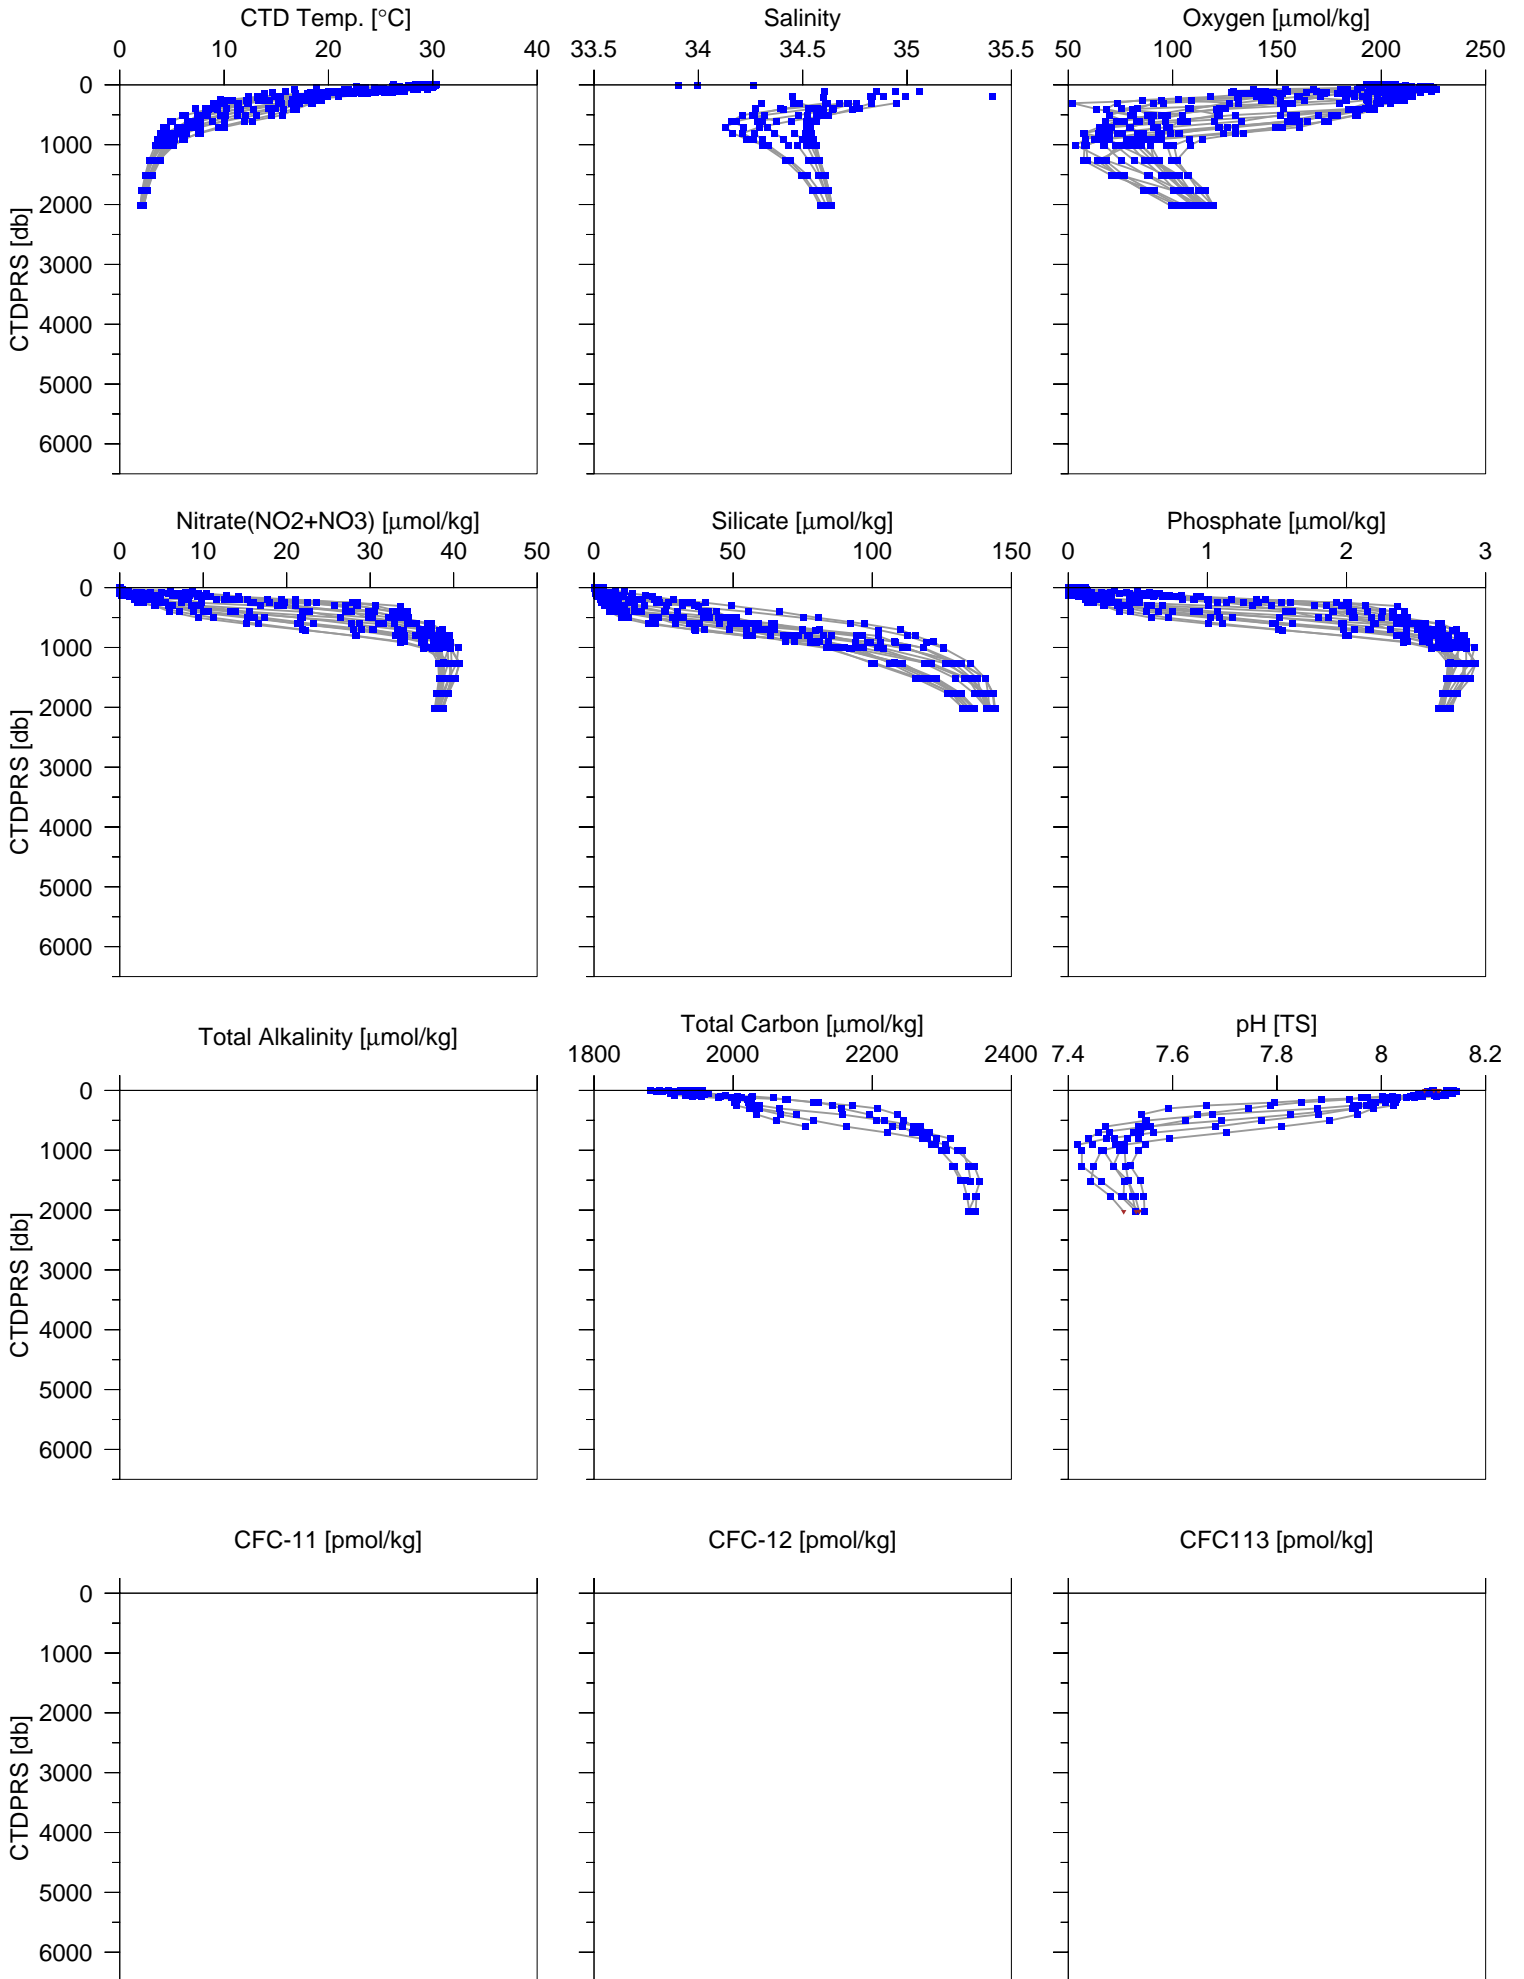 CTD Temp. [°C] Salinity Oxygen [μmol/kg]
0 10 20 30 40 33.5 34 34.5 35 35.5 50 100 150 200 250
0
1000
2000
3000
4000
5000
6000
CTDPRS [db]
Nitrate(NO2+NO3) [μmol/kg] Silicate [μmol/kg] Phosphate [μmol/kg]
0 10 20 30 40 50 0 50 100 150 0 1 2 3
0
1000
2000
3000
4000
5000
6000
CTDPRS [db]
Total Alkalinity [μmol/kg] Total Carbon [μmol/kg] pH [TS]
1800 2000 2200 2400 7.4 7.6 7.8 8 8.2
0
1000
2000
3000
4000
5000
6000
CTDPRS [db]
CFC-11 [pmol/kg] CFC-12 [pmol/kg] CFC113 [pmol/kg]
0
1000
2000
3000
4000
5000
6000
CTDPRS [db]